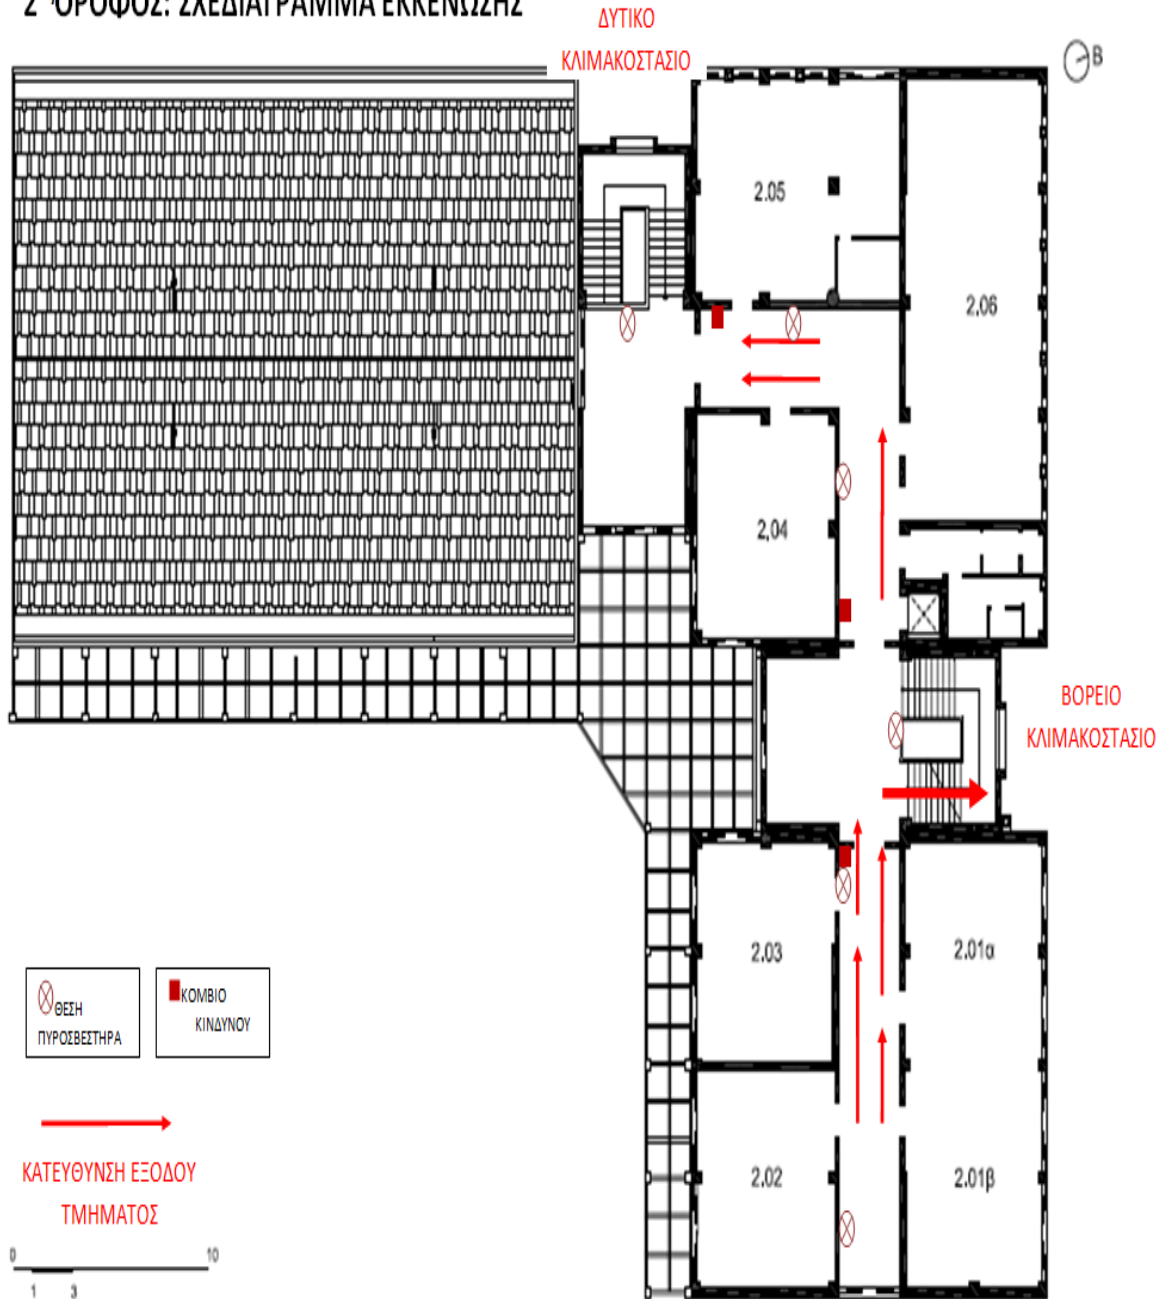 2 ΟΡΟΦΟΣ: ΣΧΕΔΙΑΓΡΑΜΜΑ ΕΚΚΕΝΩΣΗΣ
ΔΥΤΙΚΟ
ΚΛΙΜΑΚΟΣΤΑΣΙΟ
Β
2.05
2.06
2.04
ΒΟΡΕΙΟ
ΚΛΙΜΑΚΟΣΤΑΣΙΟ
2.03
2.01α
ΘΕΣΗ
ΠΥΡΟΣΒΕΣΤΗΡΑ
ΚΟΜΒΙΟ
ΚΙΝΔΥΝΟΥ
ΚΑΤΕΥΘΥΝΣΗ ΕΞΟΔΟΥ
ΤΜΗΜΑΤΟΣ
2.02
2.01β
0 10
1 3